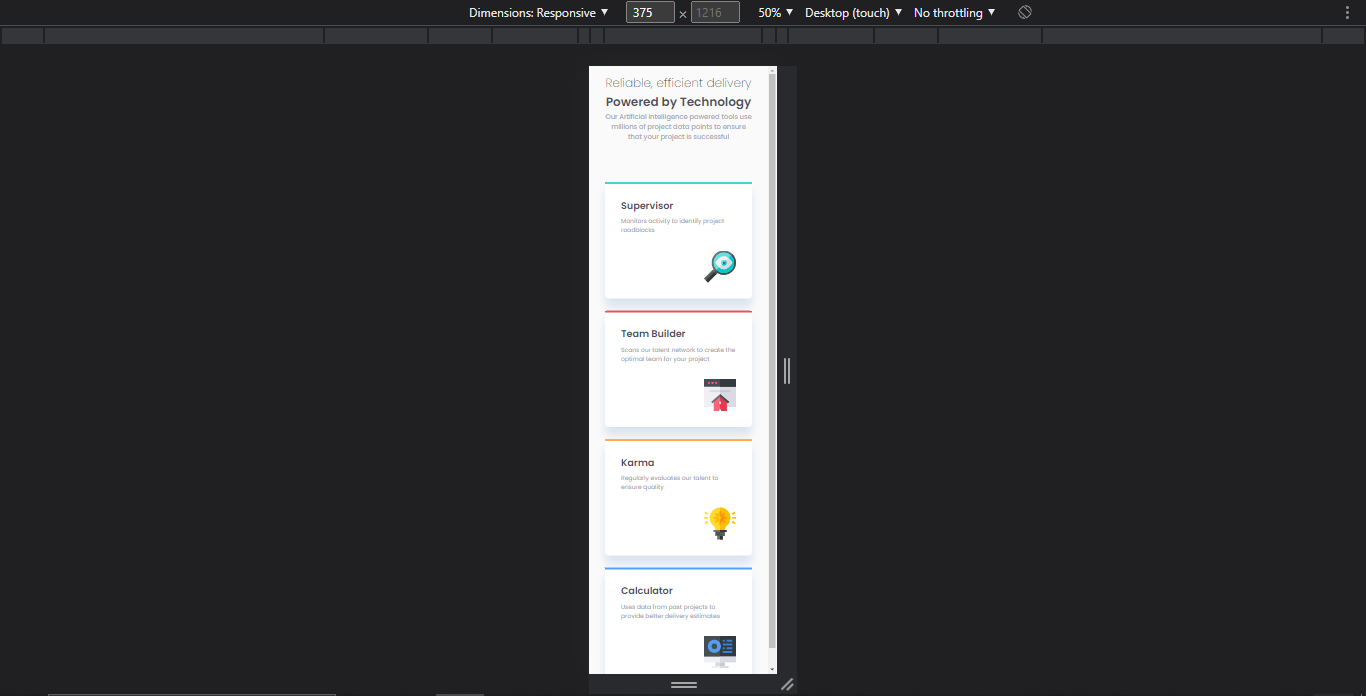 Dimensions: Responsive ▼ 375 × 1216 50% ▼ Desktop (touch) ▼ No throttling ▼
Reliable, efficient delivery
Powered by Technology
Our Artificial Intelligence powered tools use
millions of project data points to ensure
that your project is successful
Supervisor
Monitors activity to identify project
roadblocks
Team Builder
Scans our talent network to create the
optimal team for your project
Karma
Regularly evaluates our talent to
ensure quality
Calculator
Uses data from past projects to
provide better delivery estimates